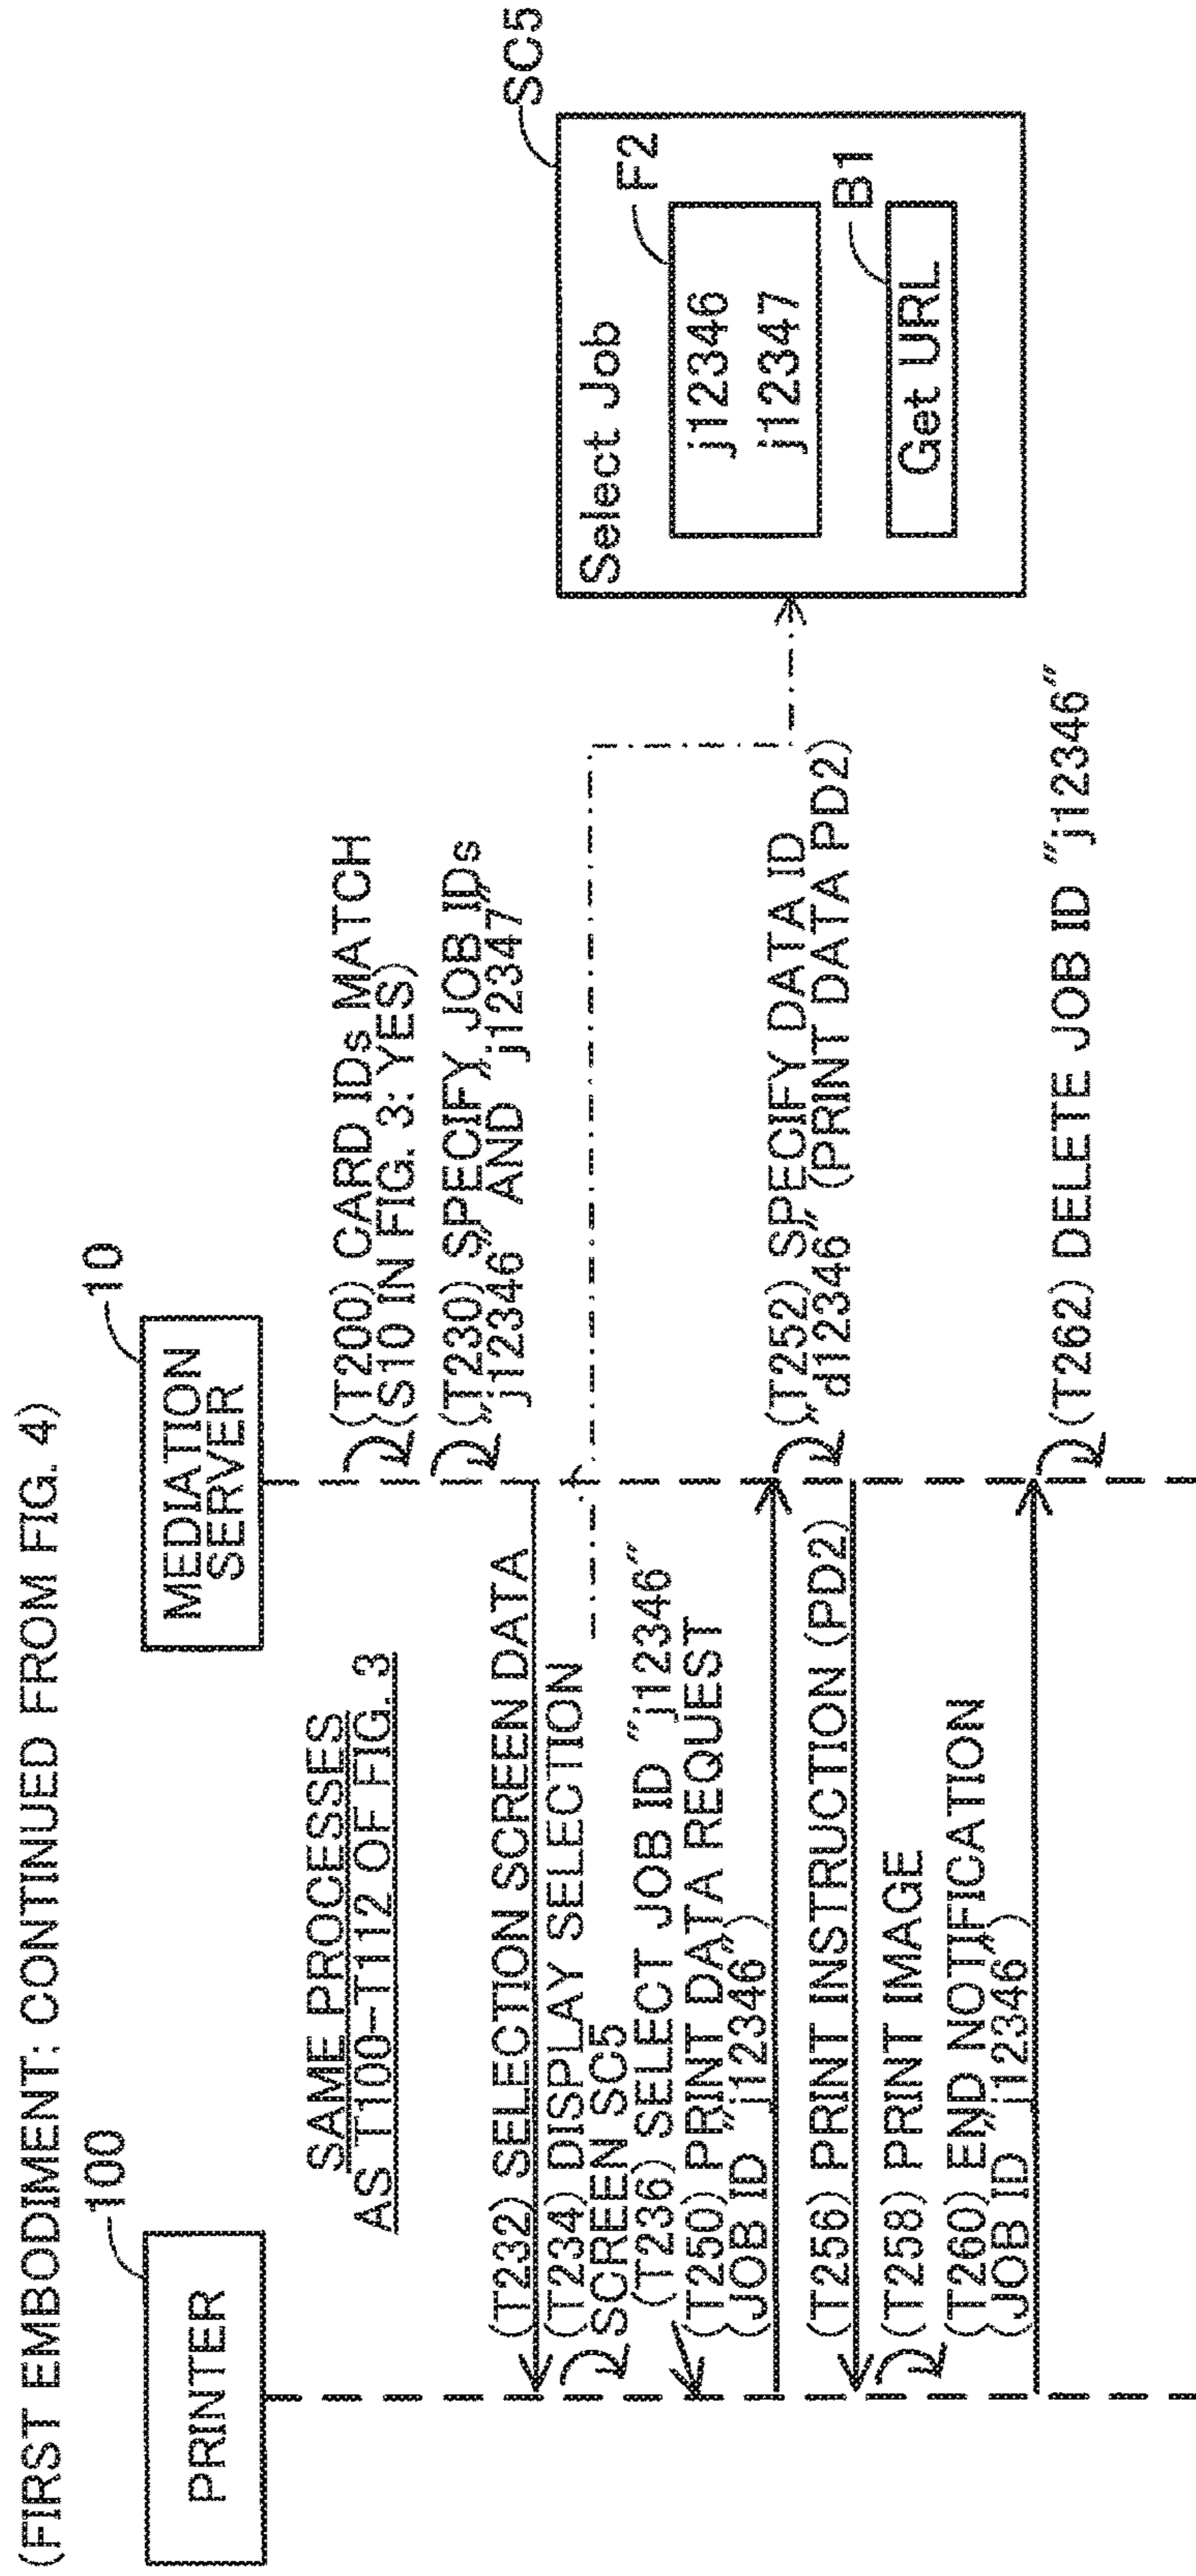 (FIRST EMBODIMENT: CONTINUED FROM FIG. 4)
100
PRINTER
10
MEDIATION
SERVER
SAME PROCESSES
AS T100-T112 OF FIG. 3
(T200) CARD IDs MATCH
(S10 IN FIG. 3: YES)
(T230) SPECIFY JOB IDs
"j12346" AND "j12347"
(T232) SELECTION SCREEN DATA
(T234) DISPLAY SELECTION
SCREEN SC5
SC5
Select Job
F2
j12346
j12347
B1
Get URL
(T236) SELECT JOB ID "j12346"
(T250) PRINT DATA REQUEST
(JOB ID "j12346")
(T252) SPECIFY DATA ID
"d12346" (PRINT DATA PD2)
(T256) PRINT INSTRUCTION (PD2)
(T258) PRINT IMAGE
(T260) END NOTIFICATION
(JOB ID "j12346")
(T262) DELETE JOB ID "j12346"